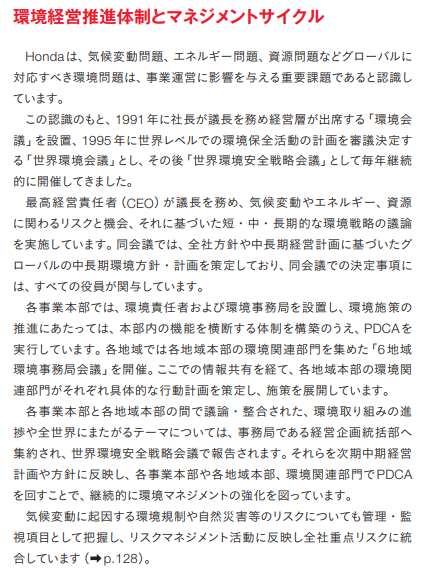 環境経営推進体制とマネジメントサイクル
Hondaは、気候変動問題、エネルギー問題、資源問題などグローバルに
対応すべき環境問題は、事業運営に影響を与える重要課題であると認識し
ています。
この認識のもと、1991年に社長が議長を務め経営層が出席する「環境会
議」を設置、1995年に世界レベルでの環境保全活動の計画を審議決定す
る「世界環境会議」とし、その後「世界環境安全戦略会議」として毎年継続
的に開催してきました。
最高経営責任者（CEO）が議長を務め、気候変動やエネルギー、資源
に関わるリスクと機会、それに基づいた短・中・長期的な環境戦略の議論
を実施しています。同会議では、全社方針や中長期経営計画に基づいたグ
ローバルの中長期環境方針・計画を策定しており、同会議での決定事項に
は、すべての役員が関与しています。
各事業本部では、環境責任者および環境事務局を設置し、環境施策の
推進にあたっては、本部内の機能を横断する体制を構築のうえ、PDCAを
実行しています。各地域では各地域本部の環境関連部門を集めた「6地域
環境事務局会議」を開催。ここでの情報共有を経て、各地域本部の環境関
連部門がそれぞれ具体的な行動計画を策定し、施策を展開しています。
各事業本部と各地域本部の間で議論・整合された、環境取り組みの進
捗や全世界にまたがるテーマについては、事務局である経営企画統括部へ
集約され、世界環境安全戦略会議で報告されます。それらを次期中期経営
計画や方針に反映し、各事業本部や各地域本部、環境関連部門でPDCA
を回すことで、継続的に環境マネジメントの強化を図っています。
気候変動に起因する環境規制や自然災害等のリスクについても管理・監
視項目として把握し、リスクマネジメント活動に反映し全社重点リスクに統
合しています（➡p.128）。